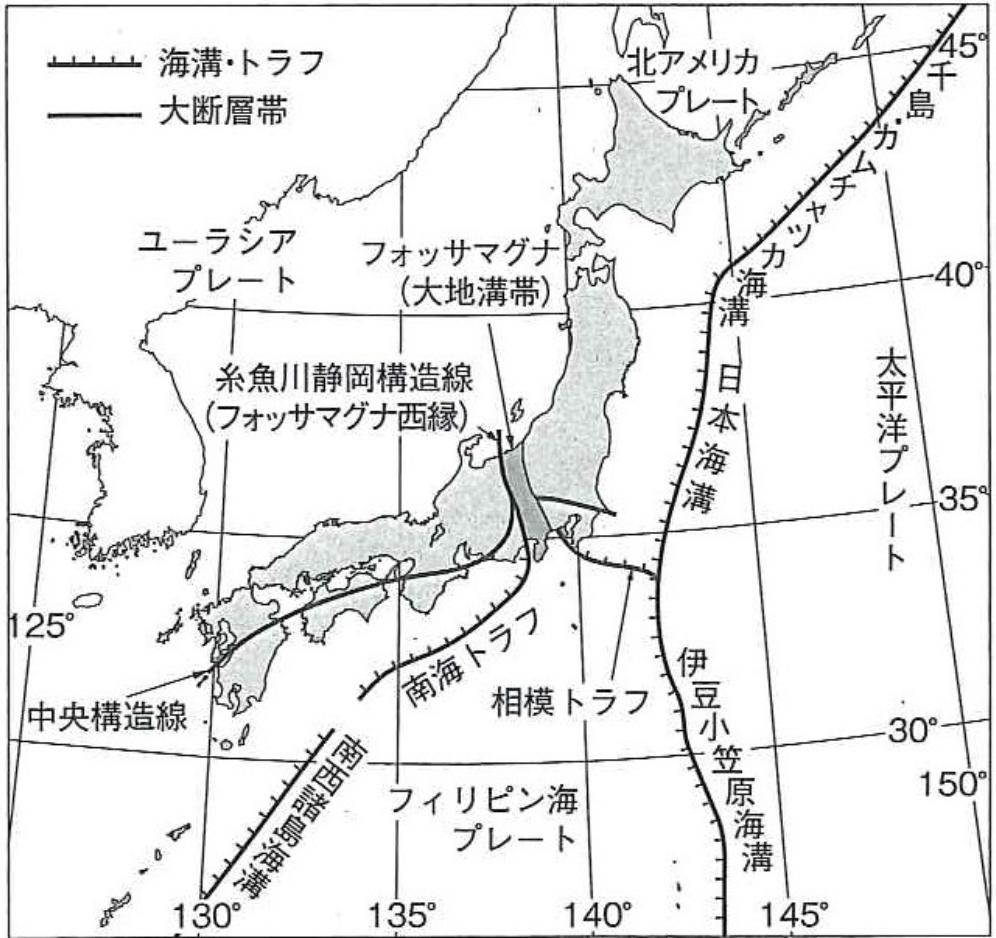 海溝・トラフ
大断層帯
北アメリカ
プレート
45°
千島・カムチャツカ海溝
ユーラシア
プレート
フォッサマグナ
(大地溝帯)
40°
糸魚川静岡構造線
(フォッサマグナ西縁)
日本海溝
太平洋プレート
35°
125°
南海トラフ
相模トラフ
伊豆小笠原海溝
中央構造線
30°
150°
南西諸島海溝
フィリピン海
プレート
130°
135°
140°
145°